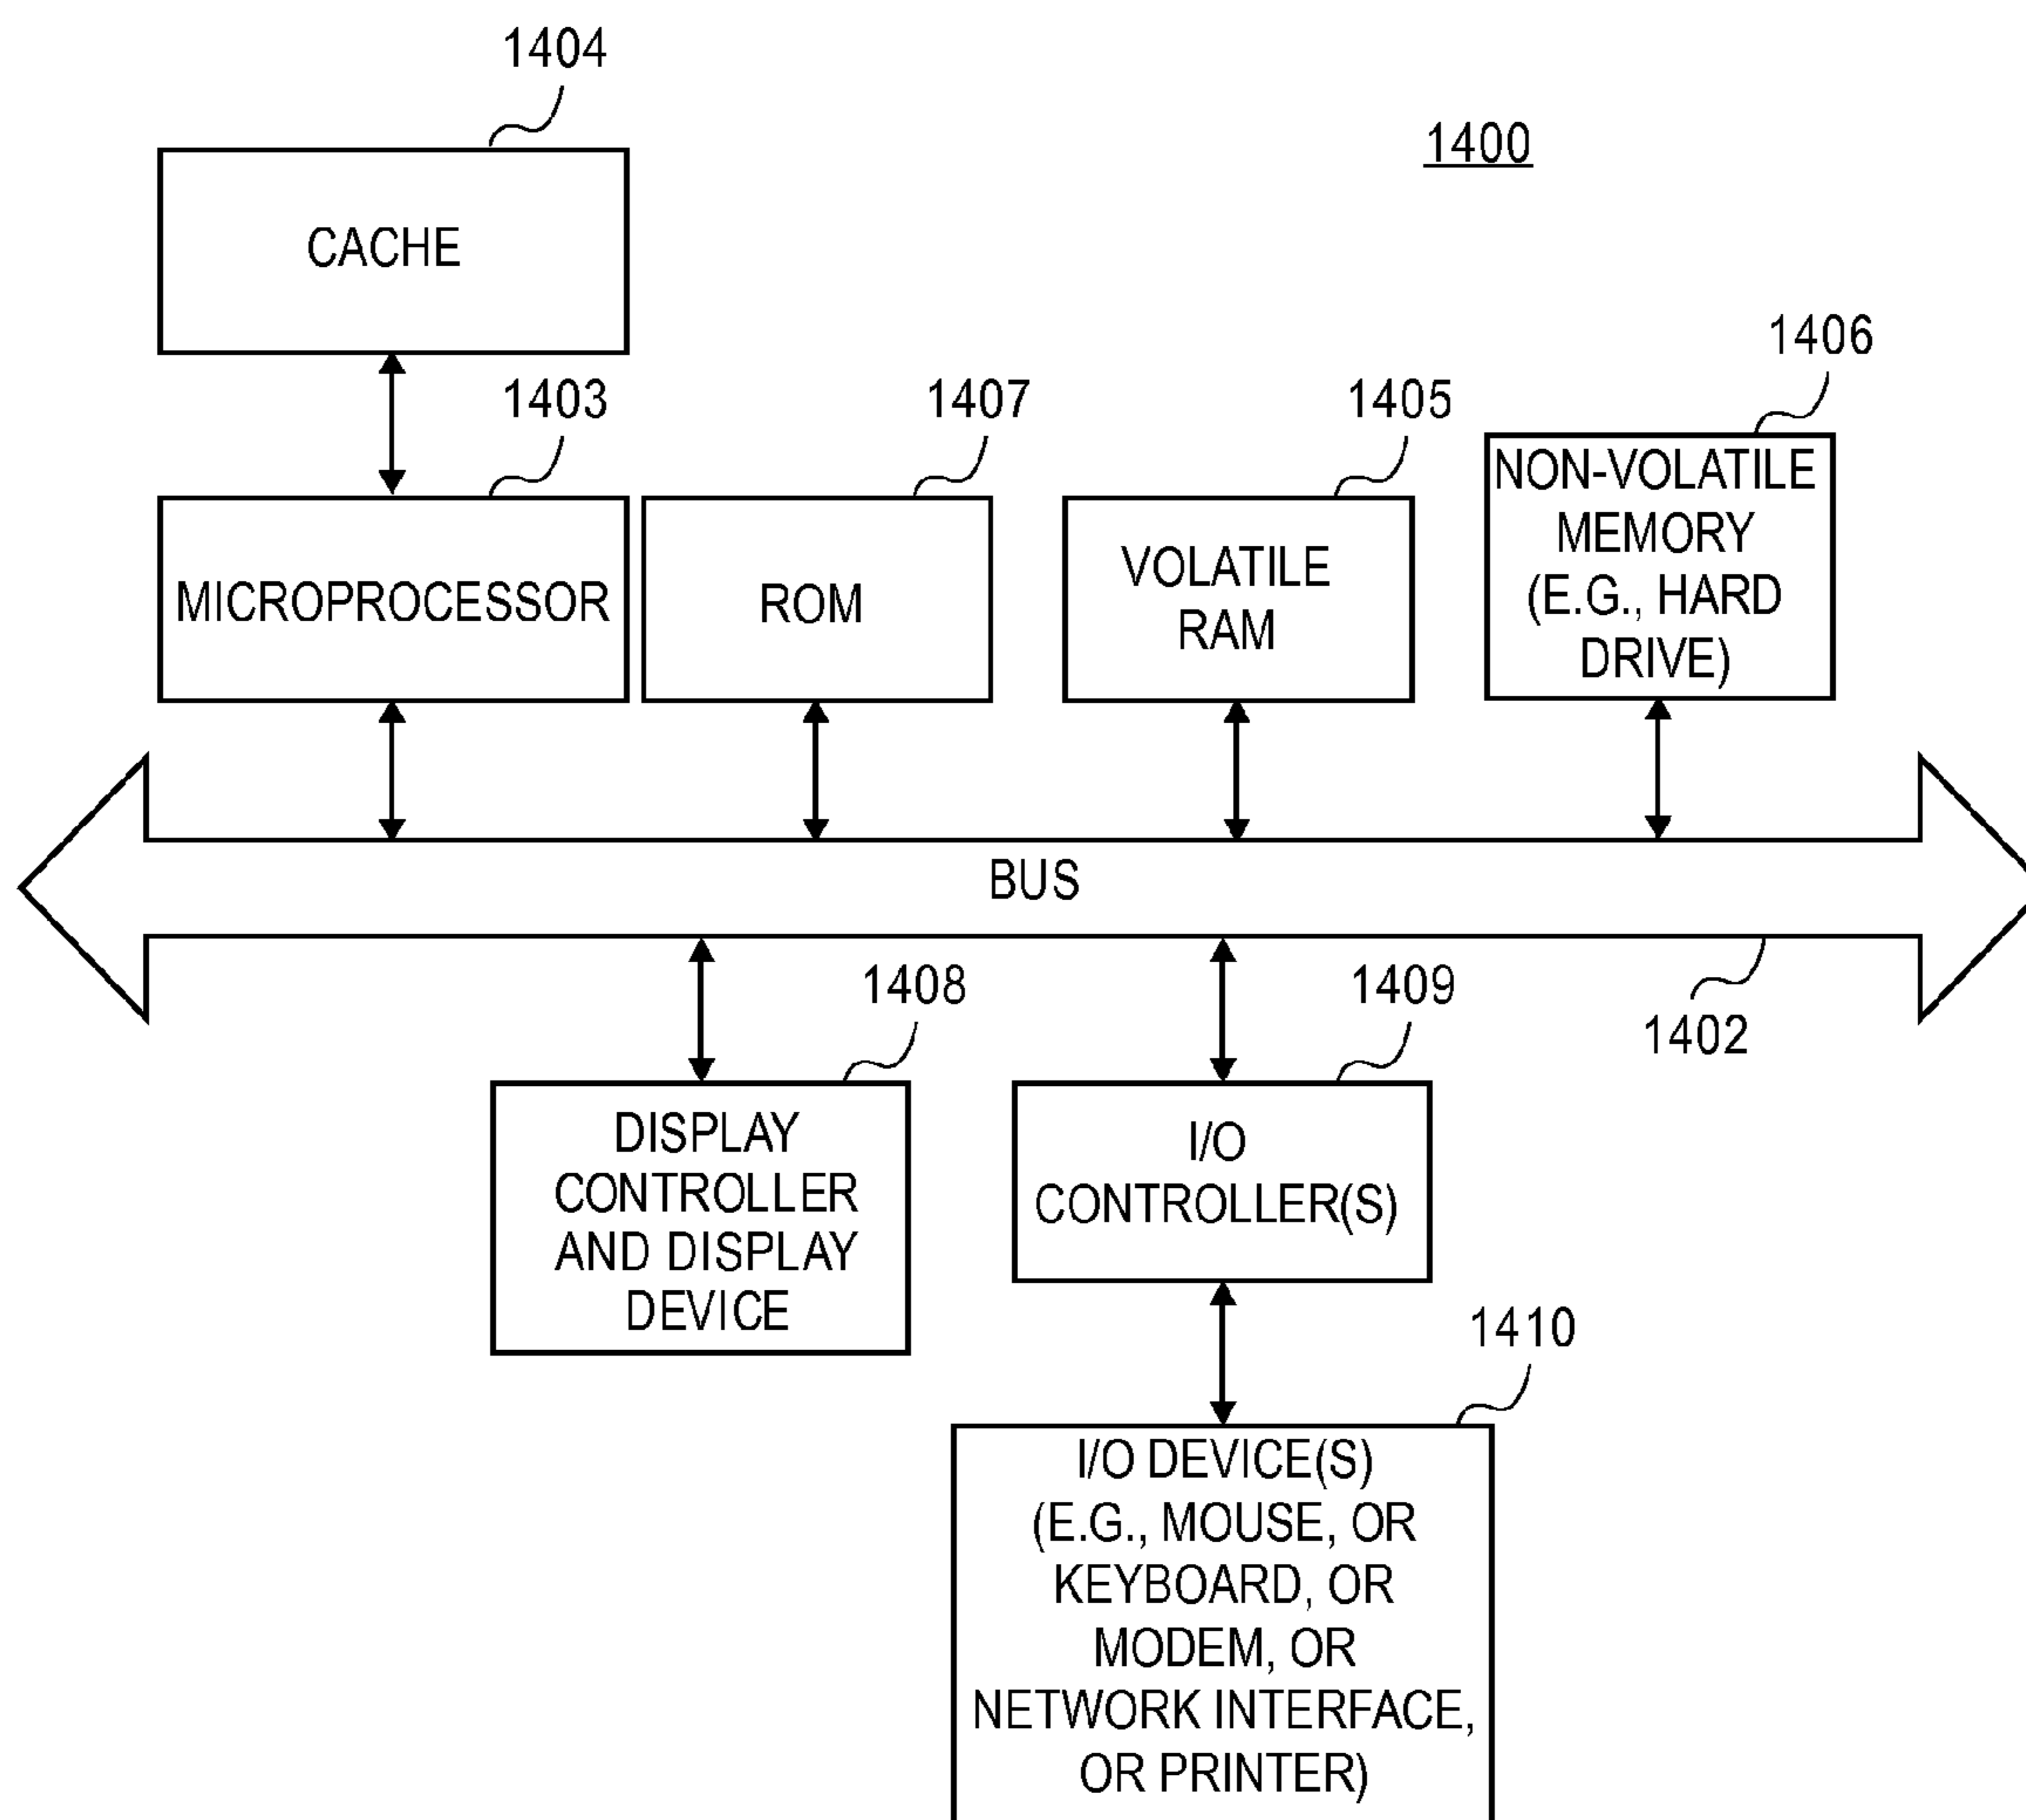 1404
1400
CACHE
1406
1403
1407
1405
NON-VOLATILE
MEMORY
(E.G., HARD
DRIVE)
MICROPROCESSOR
ROM
VOLATILE
RAM
BUS
1408
1409
1402
DISPLAY
CONTROLLER
AND DISPLAY
DEVICE
I/O
CONTROLLER(S)
1410
I/O DEVICE(S)
(E.G., MOUSE, OR
KEYBOARD, OR
MODEM, OR
NETWORK INTERFACE,
OR PRINTER)